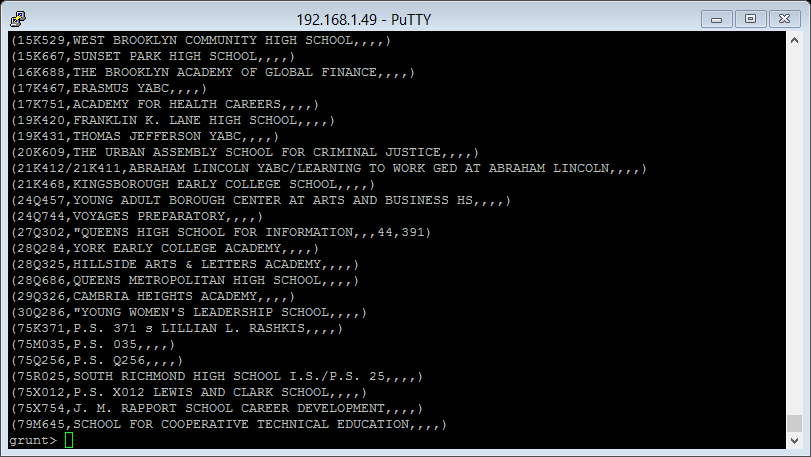 192.168.1.49 - PuTTY
(15K529,WEST BROOKLYN COMMUNITY HIGH SCHOOL,,,,)
(15K667,SUNSET PARK HIGH SCHOOL,,,,)
(16K688,THE BROOKLYN ACADEMY OF GLOBAL FINANCE,,,,)
(17K467,ERASMUS YABC,,,,)
(17K751,ACADEMY FOR HEALTH CAREERS,,,,)
(19K420,FRANKLIN K. LANE HIGH SCHOOL,,,,)
(19K431,THOMAS JEFFERSON YABC,,,,)
(20K609,THE URBAN ASSEMBLY SCHOOL FOR CRIMINAL JUSTICE,,,,)
(21K412/21K411,ABRAHAM LINCOLN YABC/LEARNING TO WORK GED AT ABRAHAM LINCOLN,,,,)
(21K468,KINGSBOROUGH EARLY COLLEGE SCHOOL,,,,)
(24Q457,YOUNG ADULT BOROUGH CENTER AT ARTS AND BUSINESS HS,,,,)
(24Q744,VOYAGES PREPARATORY,,,,)
(27Q302,"QUEENS HIGH SCHOOL FOR INFORMATION,,,44,391)
(28Q284,YORK EARLY COLLEGE ACADEMY,,,,)
(28Q325,HILLSIDE ARTS & LETTERS ACADEMY,,,,)
(28Q686,QUEENS METROPOLITAN HIGH SCHOOL,,,,)
(29Q326,CAMBRIA HEIGHTS ACADEMY,,,,)
(30Q286,"YOUNG WOMEN'S LEADERSHIP SCHOOL,,,,)
(75K371,P.S. 371 s LILLIAN L. RASHKIS,,,,)
(75M035,P.S. 035,,,,)
(75Q256,P.S. Q256,,,,)
(75R025,SOUTH RICHMOND HIGH SCHOOL I.S./P.S. 25,,,,)
(75X012,P.S. X012 LEWIS AND CLARK SCHOOL,,,,)
(75X754,J. M. RAPPORT SCHOOL CAREER DEVELOPMENT,,,,)
(79M645,SCHOOL FOR COOPERATIVE TECHNICAL EDUCATION,,,,)
grunt>